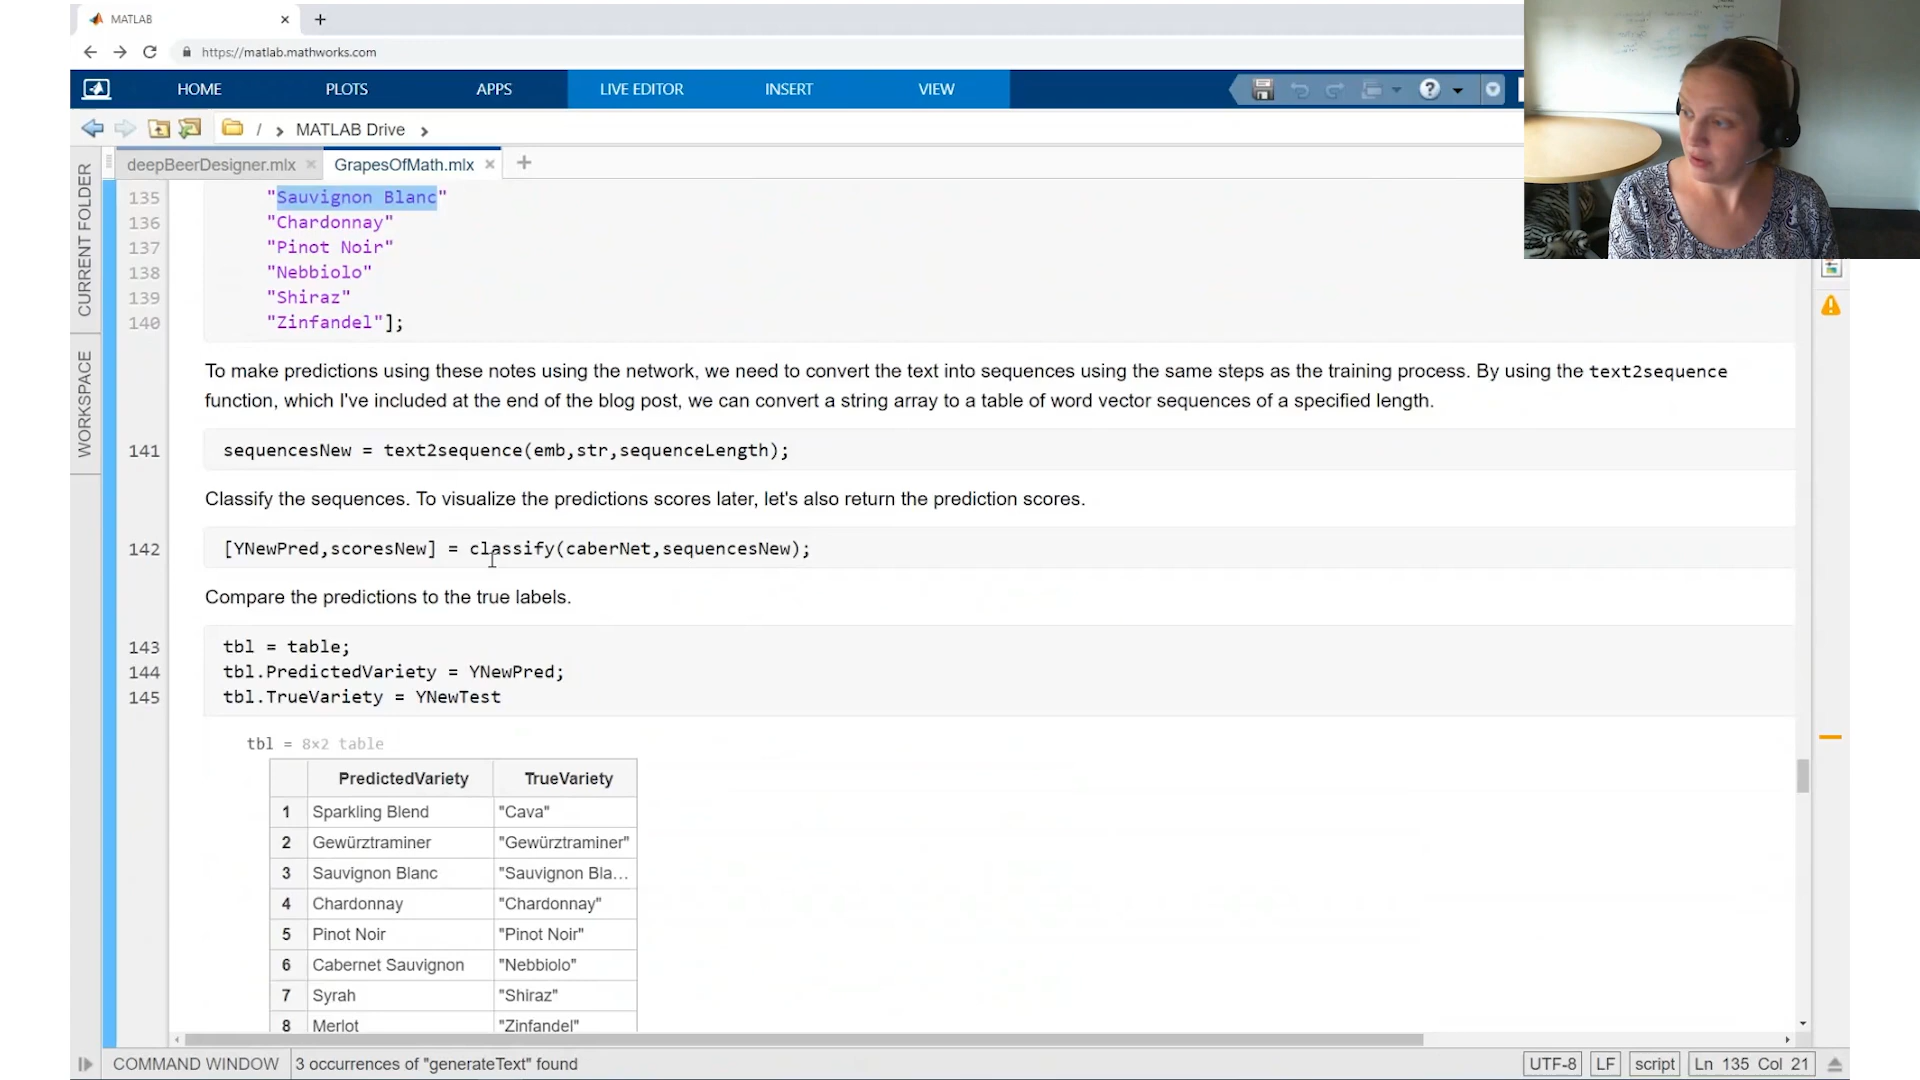 MATLAB
https://matlab.mathworks.com
HOME PLOTS APPS LIVE EDITOR INSERT VIEW
/ MATLAB Drive
deepBeerDesigner.mlx GrapesOfMath.mlx
CURRENT FOLDER
WORKSPACE
135 "Sauvignon Blanc"
136 "Chardonnay"
137 "Pinot Noir"
138 "Nebbiolo"
139 "Shiraz"
140 "Zinfandel"];
To make predictions using these notes using the network, we need to convert the text into sequences using the same steps as the training process. By using the text2sequence
function, which I've included at the end of the blog post, we can convert a string array to a table of word vector sequences of a specified length.
141 sequencesNew = text2sequence(emb,str,sequenceLength);
Classify the sequences. To visualize the predictions scores later, let's also return the prediction scores.
142 [YNewPred,scoresNew] = classify(caberNet,sequencesNew);
Compare the predictions to the true labels.
143 tbl = table;
144 tbl.PredictedVariety = YNewPred;
145 tbl.TrueVariety = YNewTest
tbl = 8×2 table
PredictedVariety TrueVariety
1 Sparkling Blend "Cava"
2 Gewürztraminer "Gewürztraminer"
3 Sauvignon Blanc "Sauvignon Bla...
4 Chardonnay "Chardonnay"
5 Pinot Noir "Pinot Noir"
6 Cabernet Sauvignon "Nebbiolo"
7 Syrah "Shiraz"
8 Merlot "Zinfandel"
COMMAND WINDOW 3 occurrences of "generateText" found UTF-8 LF script Ln 135 Col 21